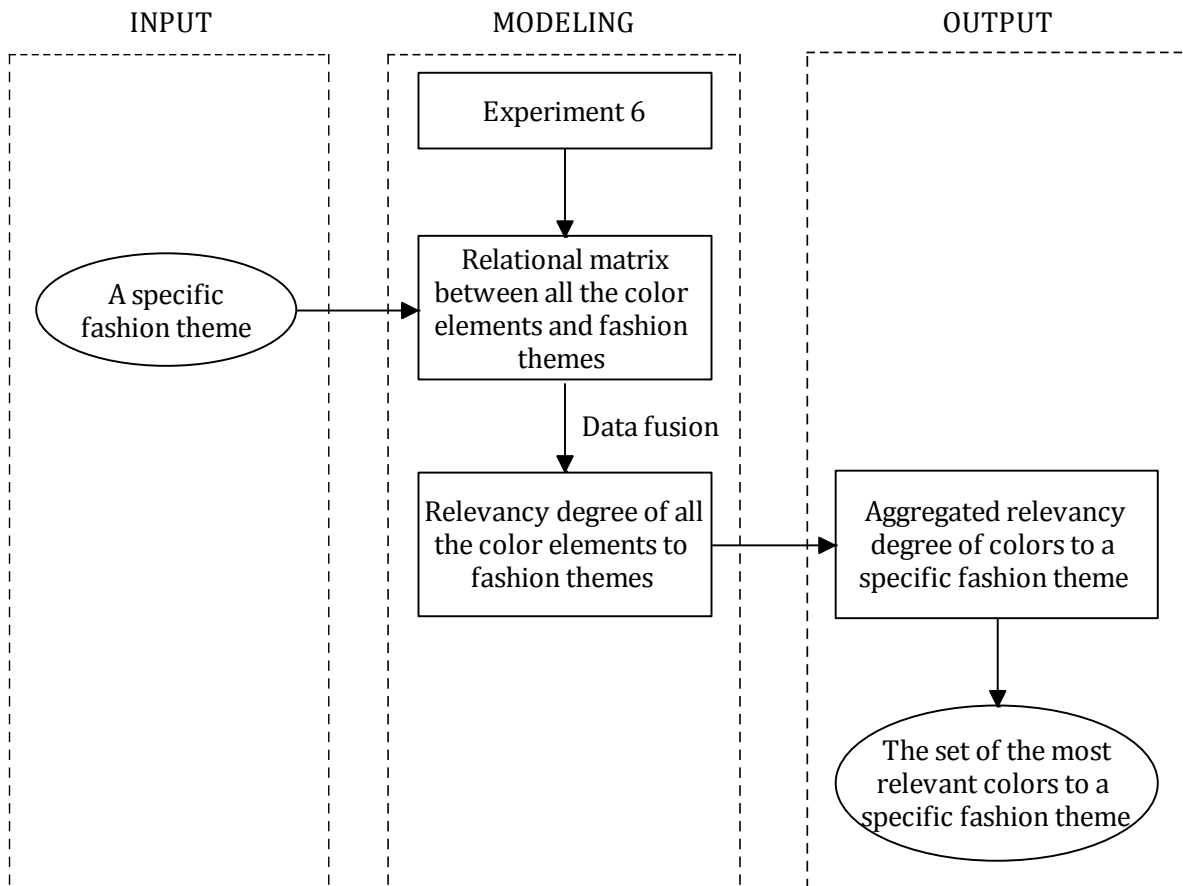 INPUT
MODELING
OUTPUT
Experiment 6
A specific
fashion theme
Relational matrix
between all the color
elements and fashion
themes
Data fusion
Relevancy degree of all
the color elements to
fashion themes
Aggregated relevancy
degree of colors to a
specific fashion theme
The set of the most
relevant colors to a
specific fashion theme